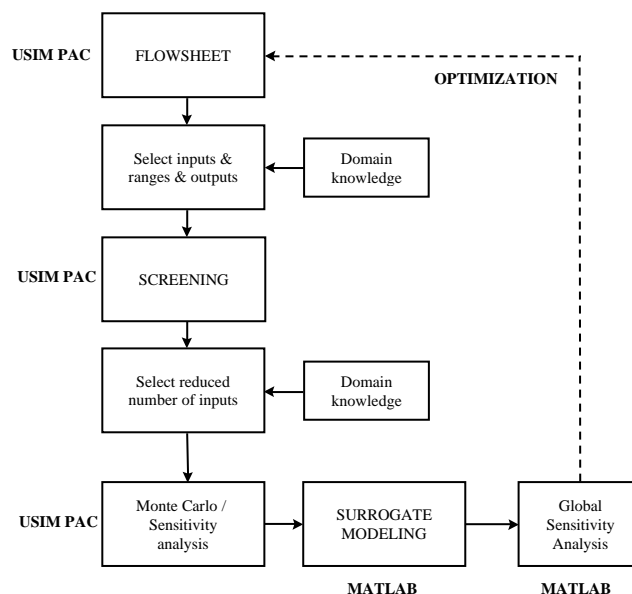 USIM PAC
FLOWSHEET
OPTIMIZATION
Select inputs &
ranges & outputs
Domain
knowledge
USIM PAC
SCREENING
Select reduced
number of inputs
Domain
knowledge
USIM PAC
Monte Carlo /
Sensitivity
analysis
SURROGATE
MODELING
Global
Sensitivity
Analysis
MATLAB
MATLAB